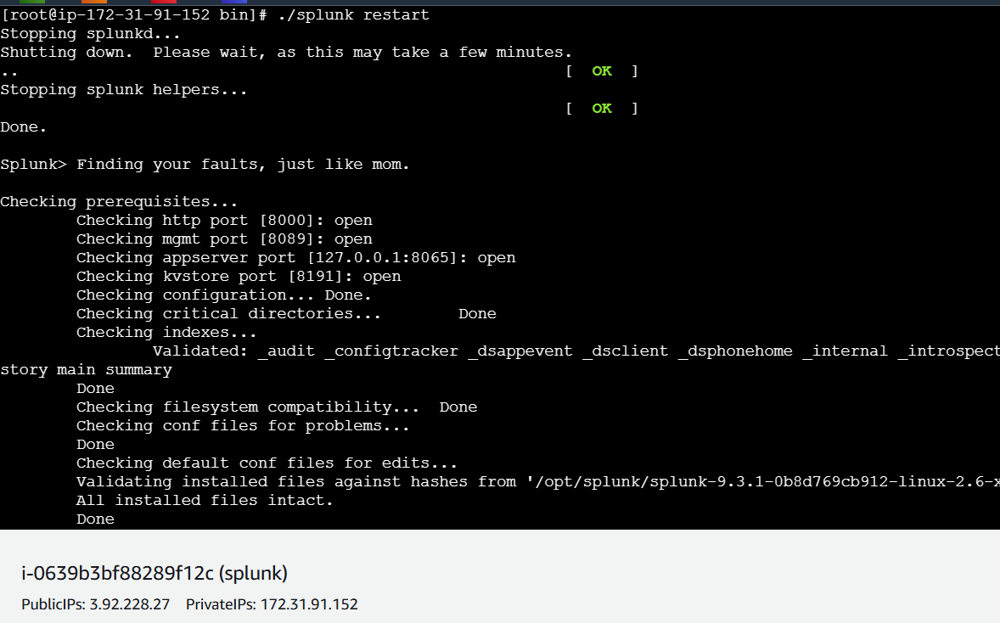 [root@ip-172-31-91-152 bin]# ./splunk restart
Stopping splunkd...
Shutting down.  Please wait, as this may take a few minutes.
..                                                         [  OK  ]
Stopping splunk helpers...
                                                           [  OK  ]
Done.
Splunk> Finding your faults, just like mom.
Checking prerequisites...
        Checking http port [8000]: open
        Checking mgmt port [8089]: open
        Checking appserver port [127.0.0.1:8065]: open
        Checking kvstore port [8191]: open
        Checking configuration... Done.
        Checking critical directories...        Done
        Checking indexes...
                Validated: _audit _configtracker _dsappevent _dsclient _dsphonehome _internal _introspect
story main summary
        Done
        Checking filesystem compatibility...  Done
        Checking conf files for problems...
        Done
        Checking default conf files for edits...
        Validating installed files against hashes from '/opt/splunk/splunk-9.3.1-0b8d769cb912-linux-2.6-x
        All installed files intact.
        Done
i-0639b3bf88289f12c (splunk)
PublicIPs: 3.92.228.27    PrivateIPs: 172.31.91.152